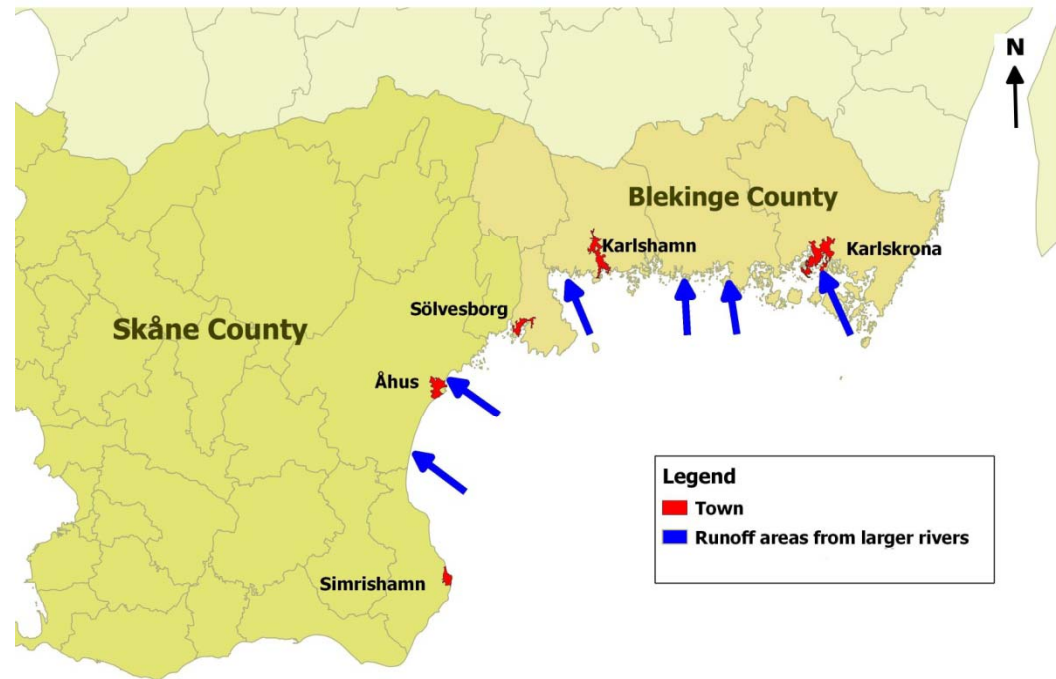 N
Blekinge County
Karlshamn
Karlskrona
Sölvesborg
Skåne County
Åhus
Legend
Town
Runoff areas from larger rivers
Simrishamn